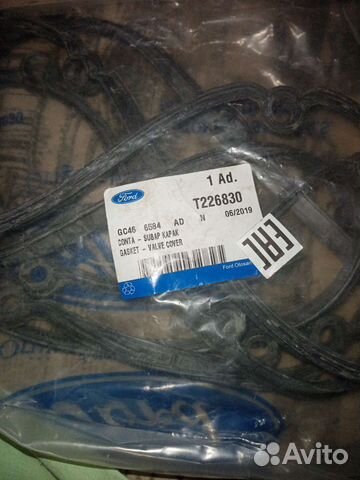 1 Ad.
Ford
T226830
GC46 6584 AD N 06/2019
CONTA - SUBAP KAPAK
GASKET - VALVE COVER
EAC
Ford Otosan
Avito